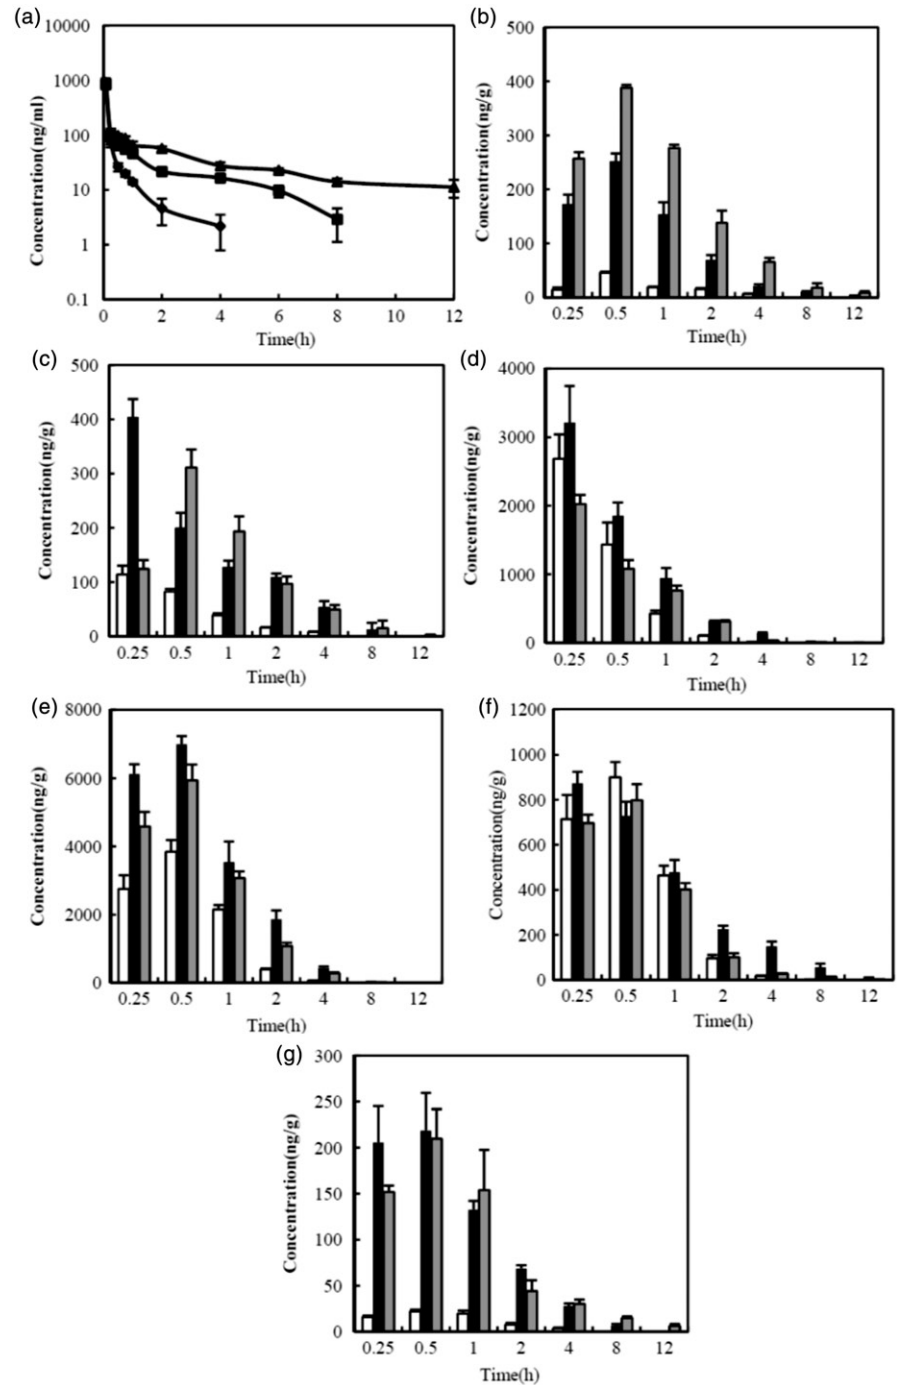 (a)
10000
1000
100
10
1
0.1
Concentration(ng/ml)
0 2 4 6 8 10 12
Time(h)
(b)
500
400
300
200
100
0
Concentration(ng/g)
0.25 0.5 1 2 4 8 12
Time(h)
(c)
500
400
300
200
100
0
Concentration(ng/g)
0.25 0.5 1 2 4 8 12
Time(h)
(d)
4000
3000
2000
1000
0
Concentration(ng/g)
0.25 0.5 1 2 4 8 12
Time(h)
(e)
8000
6000
4000
2000
0
Concentration(ng/g)
0.25 0.5 1 2 4 8 12
Time(h)
(f)
1200
1000
800
600
400
200
0
Concentration(ng/g)
0.25 0.5 1 2 4 8 12
Time(h)
(g)
300
250
200
150
100
50
0
Concentration(ng/g)
0.25 0.5 1 2 4 8 12
Time(h)